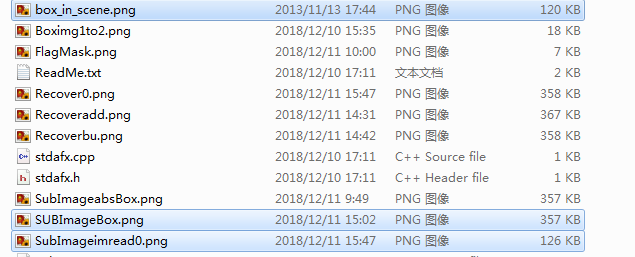 box_in_scene.png 2013/11/13 17:44 PNG 图像 120 KB
Boximg1to2.png 2018/12/10 15:35 PNG 图像 18 KB
FlagMask.png 2018/12/11 10:00 PNG 图像 7 KB
ReadMe.txt 2018/12/10 17:11 文本文档 2 KB
Recover0.png 2018/12/11 15:47 PNG 图像 358 KB
Recoveradd.png 2018/12/11 14:31 PNG 图像 367 KB
Recoverbu.png 2018/12/11 14:42 PNG 图像 358 KB
stdafx.cpp 2018/12/10 17:11 C++ Source file 1 KB
stdafx.h 2018/12/10 17:11 C++ Header file 1 KB
SubImageabsBox.png 2018/12/11 9:49 PNG 图像 357 KB
SUBImageBox.png 2018/12/11 15:02 PNG 图像 357 KB
SubImageimread0.png 2018/12/11 15:47 PNG 图像 126 KB